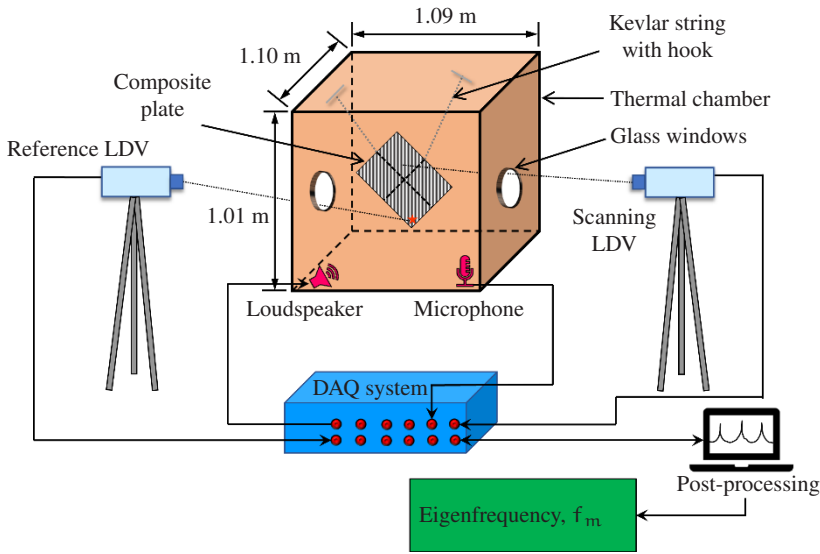 1.09 m
1.10 m
Kevlar string
with hook
Composite
plate
Thermal chamber
Glass windows
Reference LDV
1.01 m
Scanning
LDV
Loudspeaker
Microphone
DAQ system
Post-processing
Eigenfrequency, fm